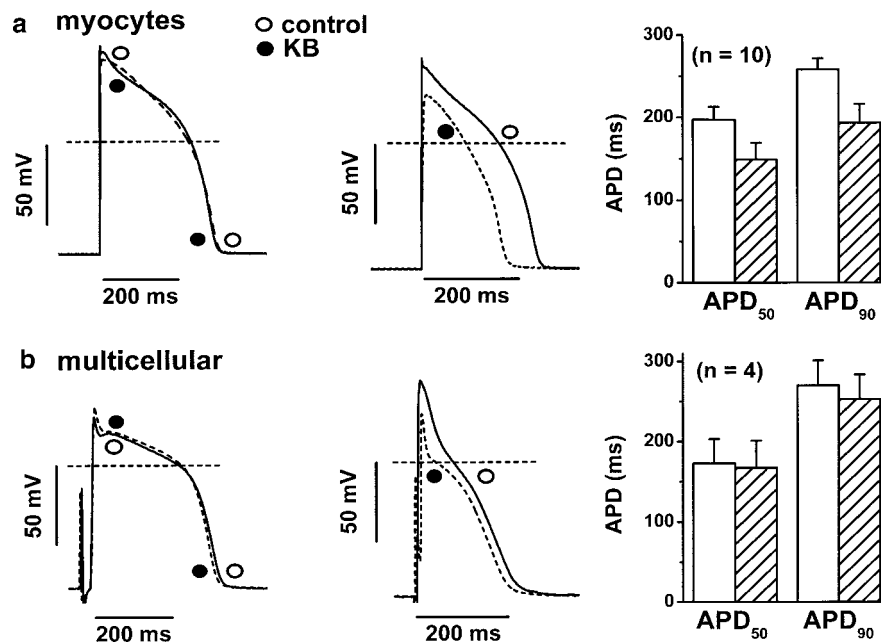 a myocytes
control
KB
50 mV
200 ms
50 mV
200 ms
APD (ms)
300
200
100
0
(n = 10)
APD50
APD90
b multicellular
50 mV
200 ms
50 mV
200 ms
APD (ms)
300
200
100
0
(n = 4)
APD50
APD90